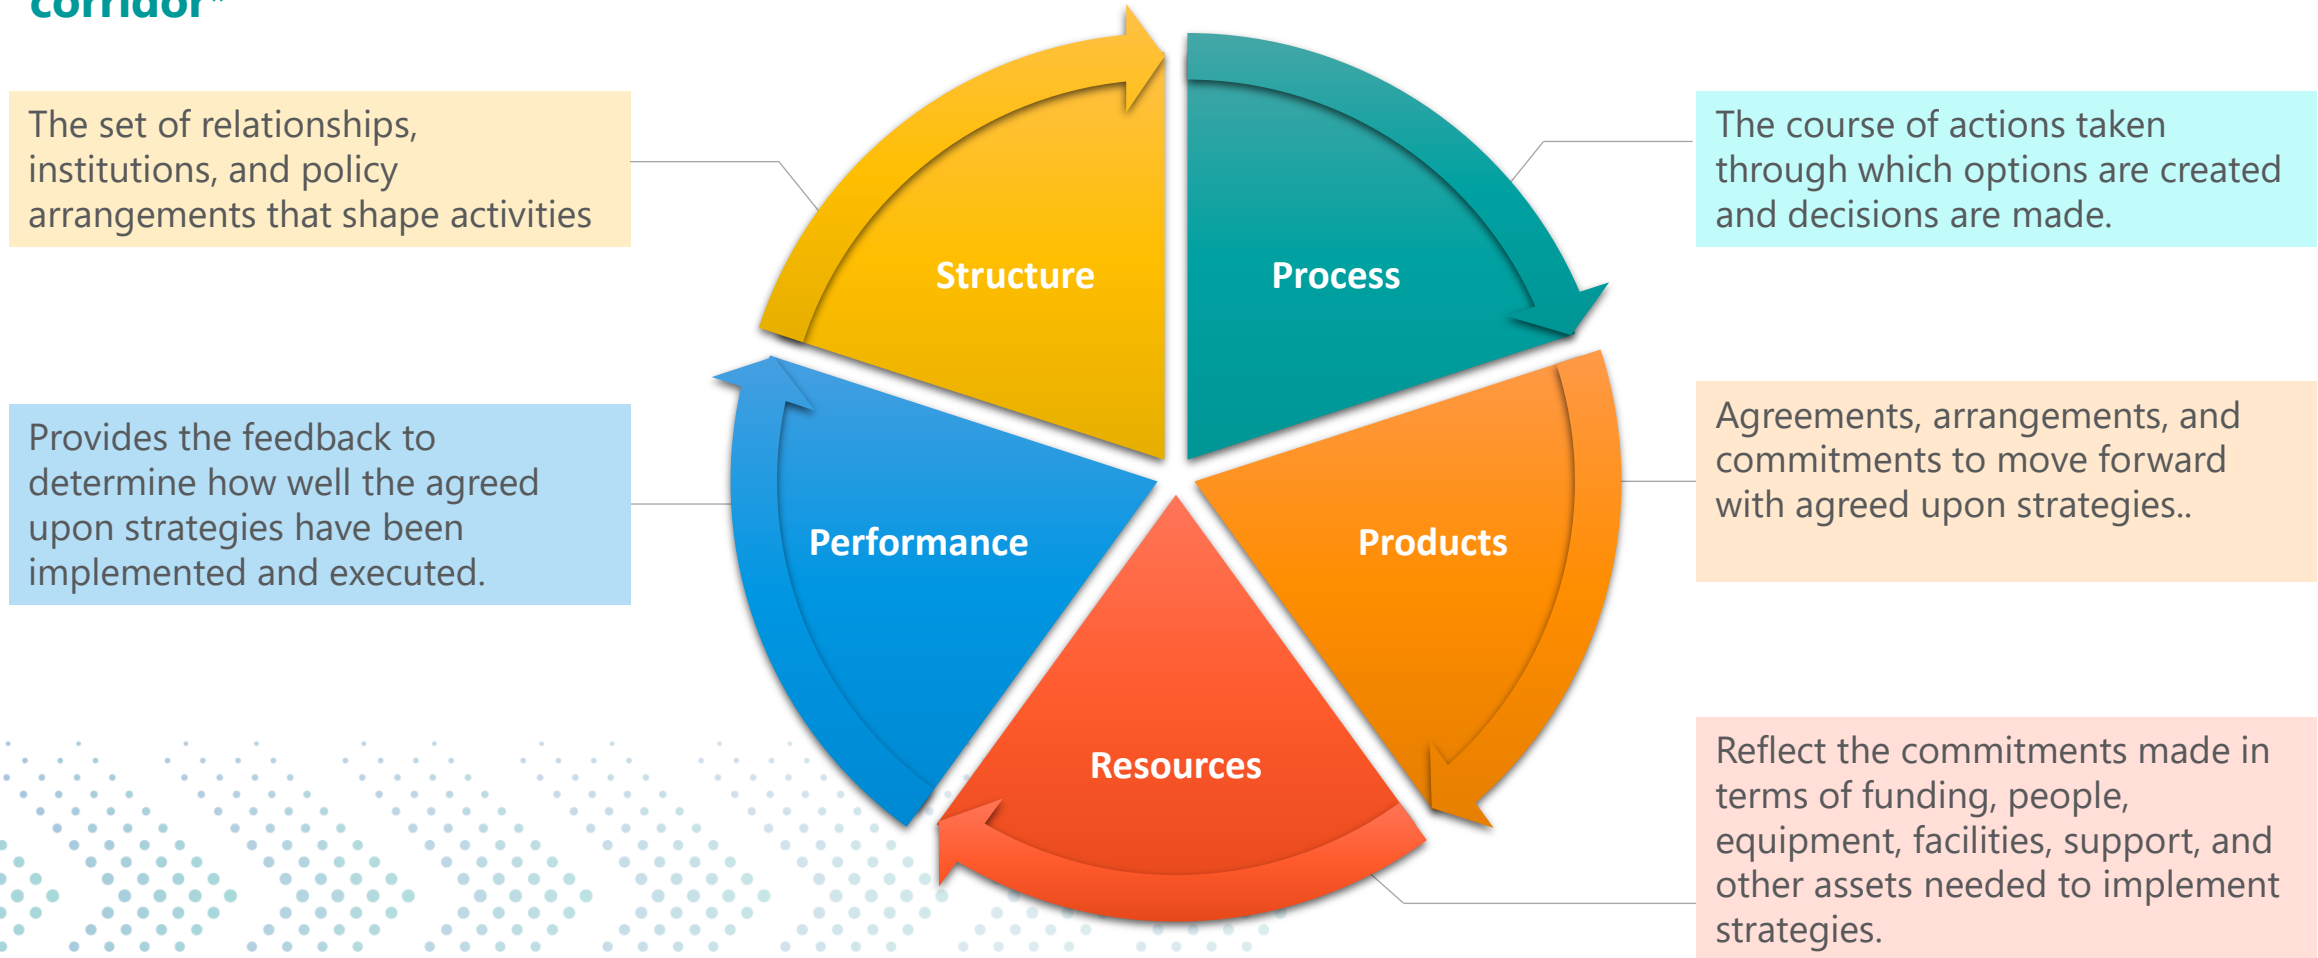 corridor"
The set of relationships,
institutions, and policy
arrangements that shape activities
Provides the feedback to
determine how well the agreed
upon strategies have been
implemented and executed.
Structure
Process
Performance
Products
Resources
The course of actions taken
through which options are created
and decisions are made.
Agreements, arrangements, and
commitments to move forward
with agreed upon strategies..
Reflect the commitments made in
terms of funding, people,
equipment, facilities, support, and
other assets needed to implement
strategies.